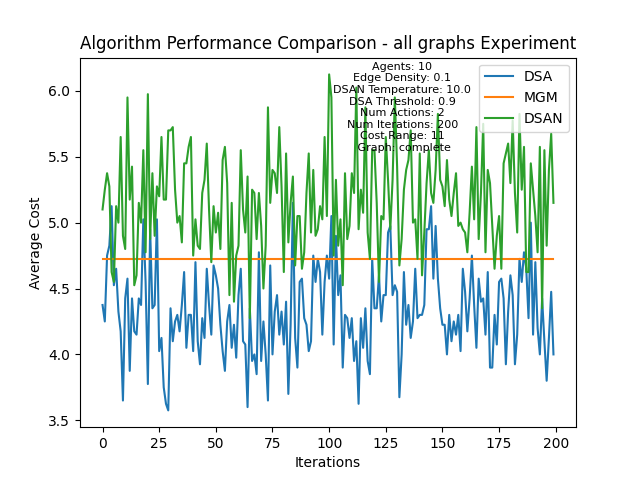 Algorithm Performance Comparison - all graphs Experiment
Agents: 10
Edge Density: 0.1
DSAN Temperature: 10.0
DSA Threshold: 0.9
Num Actions: 2
Num Iterations: 200
Cost Range: 11
Graph: complete
DSA
MGM
DSAN
Average Cost
6.0
5.5
5.0
4.5
4.0
3.5
0
25
50
75
100
125
150
175
200
Iterations